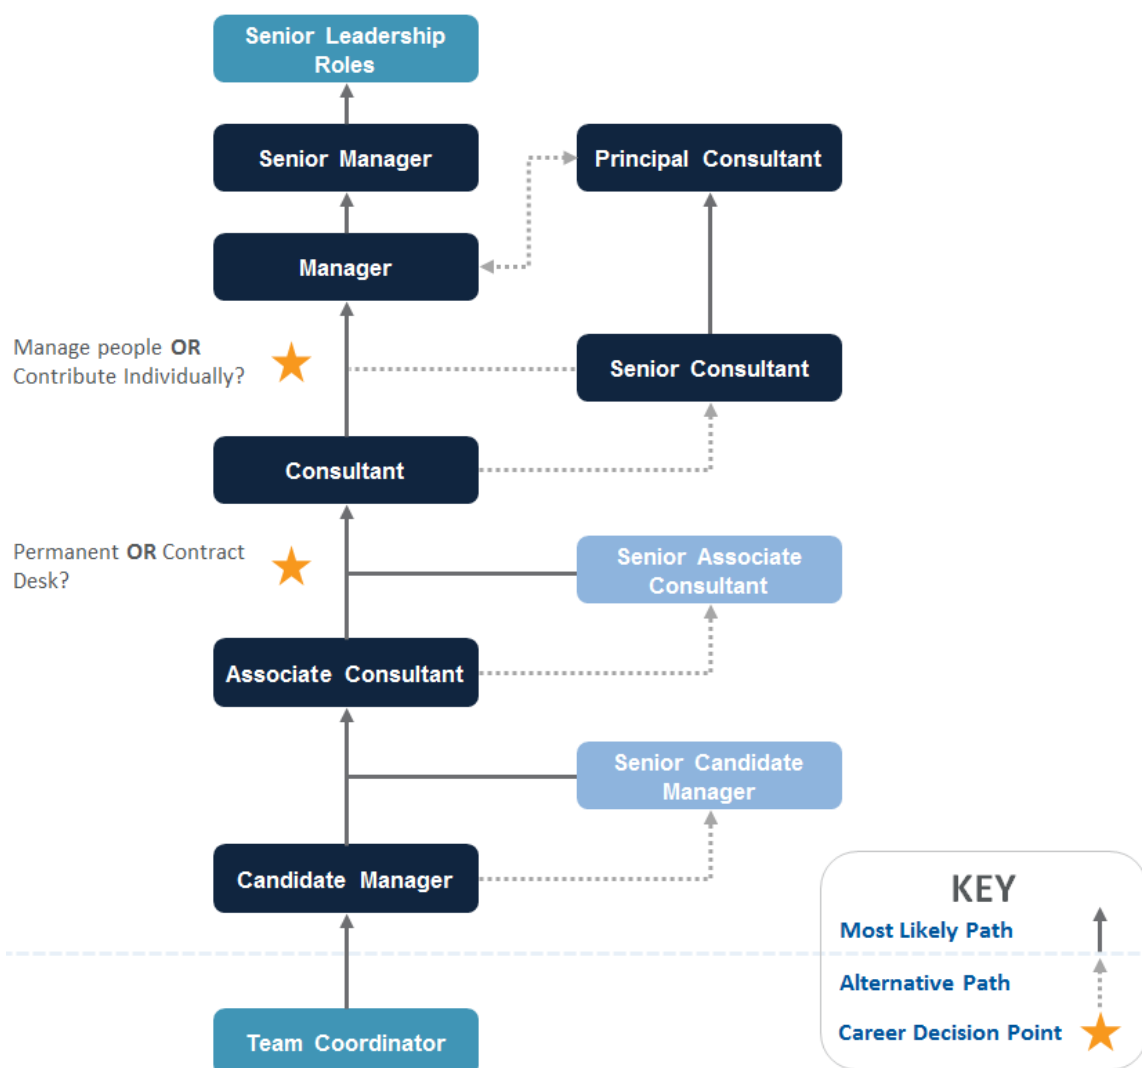 Senior Leadership
Roles
Senior Manager
Principal Consultant
Manager
Manage people OR
Contribute Individually?
Senior Consultant
Consultant
Permanent OR Contract
Desk?
Senior Associate
Consultant
Associate Consultant
Senior Candidate
Manager
Candidate Manager
KEY
Most Likely Path
Alternative Path
Career Decision Point
Team Coordinator